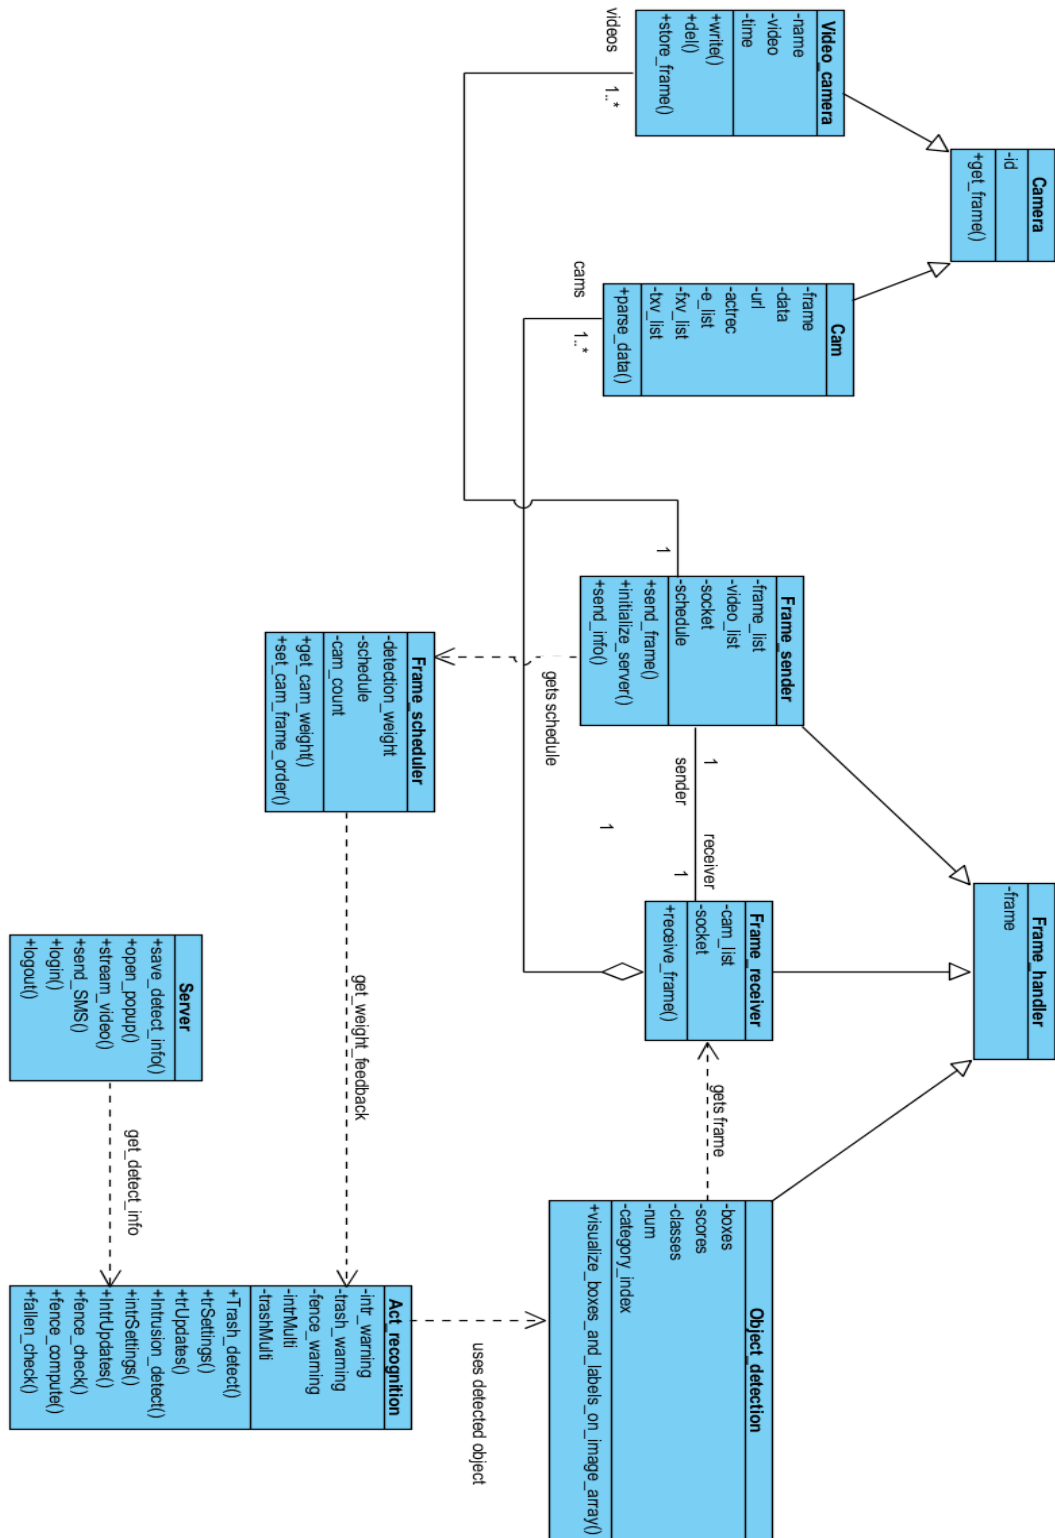 Camera
-id
+get_frame()
Video_camera
-name
-video
-time
+write()
+del()
+store_frame()
videos
1..*
Cam
-frame
-data
-url
-actrec
-e_list
-fxv_list
-txv_list
+parse_data()
cams
1..*
Frame_handler
-frame
Frame_sender
-frame_list
-video_list
-socket
-schedule
+send_frame()
+initialize_server()
+send_info()
1
1
sender
receiver
1
Frame_receiver
-cam_list
-socket
+receive_frame()
1
gets schedule
gets frame
Object_detection
-boxes
-scores
-classes
-num
-category_index
+visualize_boxes_and_labels_on_image_array()
Frame_scheduler
-detection_weight
-schedule
-cam_count
+get_cam_weight()
+set_cam_frame_order()
get_weight_feedback
uses detected object
Act_recognition
-intr_warning
-trash_warning
-fence_warning
-intrMulti
-trashMulti
+Trash_detect()
+trSettings()
+trUpdates()
+Intrusion_detect()
+intrSettings()
+IntrUpdates()
+fence_check()
+fence_compute()
+fallen_check()
Server
+save_detect_info()
+open_popup()
+stream_video()
+send_SMS()
+login()
+logout()
get_detect_info